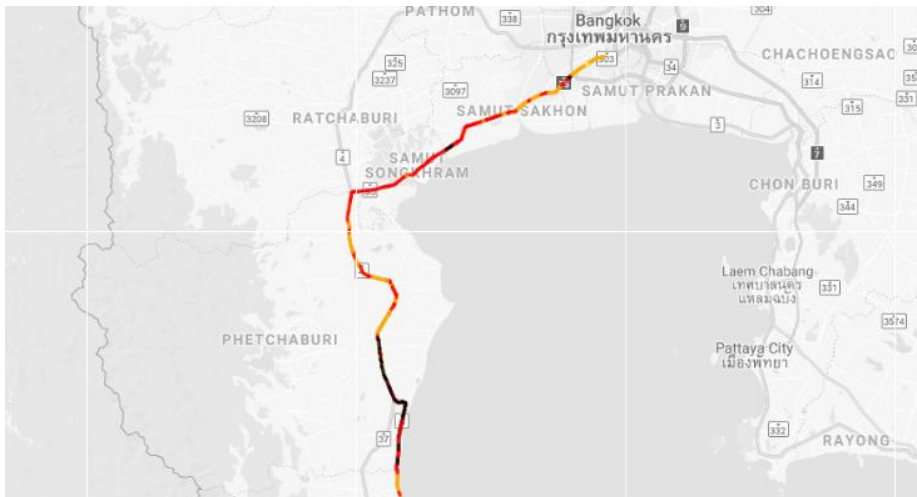 PATHOM
338
Bangkok
กรุงเทพมหานคร
9
304
303
CHACHOENGSAO
325
3237
34
314
3097
SAMUT PRAKAN
331
315
SAMUT SAKHON
3208
RATCHABURI
3
4
SAMUT
SONGKHRAM
7
CHON BURI
349
344
Laem Chabang
เทศบาลนคร
แหลมฉบัง
331
3574
PHETCHABURI
Pattaya City
เมืองพัทยา
37
332
RAYONG